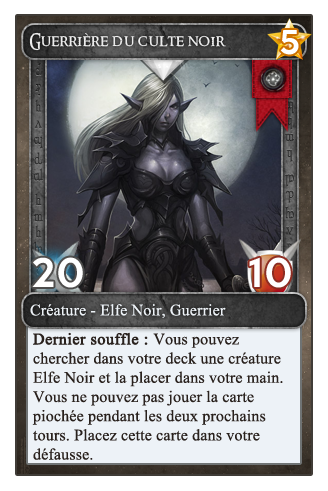 Guerrière du culte noir
5
20
10
Créature - Elfe Noir, Guerrier
Dernier souffle : Vous pouvez
chercher dans votre deck une créature
Elfe Noir et la placer dans votre main.
Vous ne pouvez pas jouer la carte
piochée pendant les deux prochains
tours. Placez cette carte dans votre
défausse.